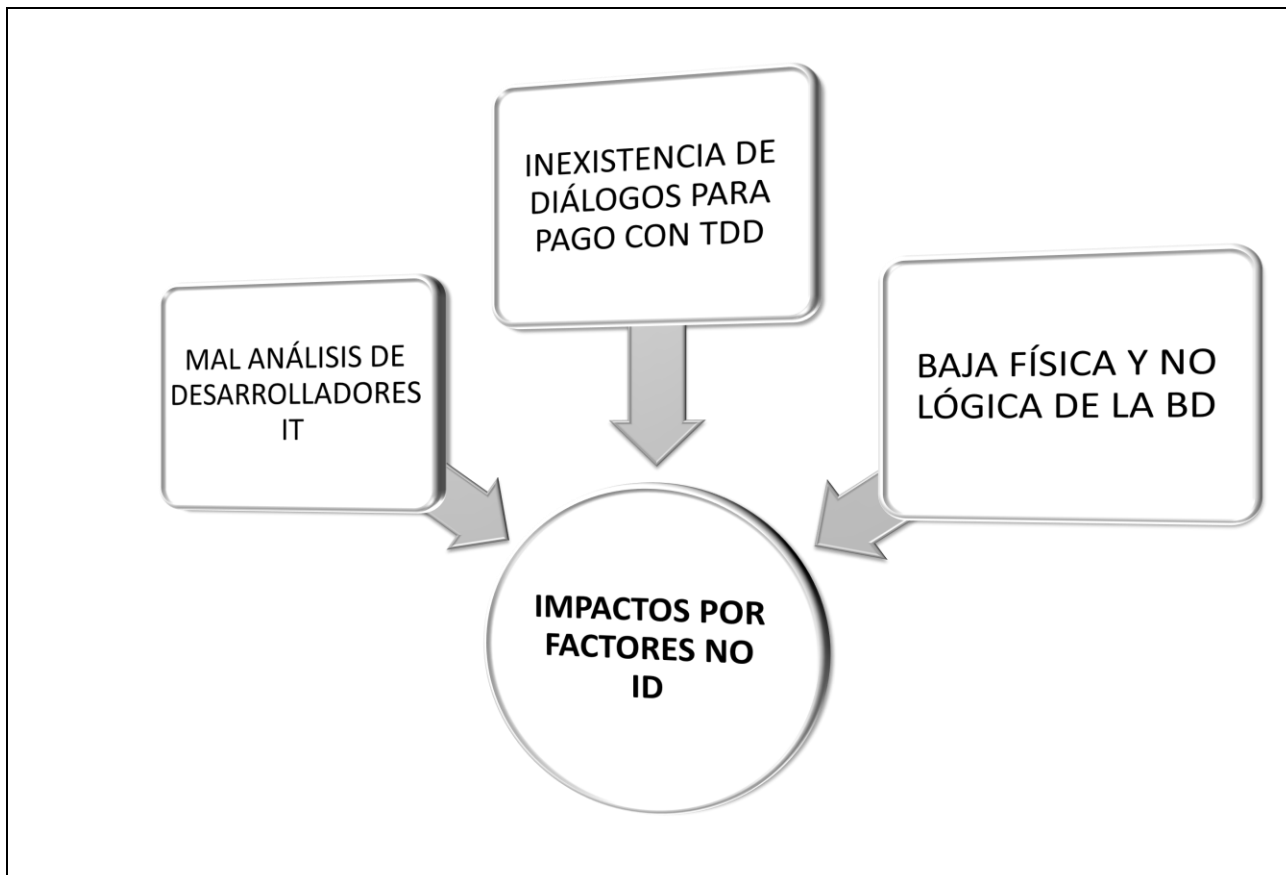 INEXISTENCIA DE
DIÁLOGOS PARA
PAGO CON TDD
MAL ANÁLISIS DE
DESARROLLADORES
IT
BAJA FÍSICA Y NO
LÓGICA DE LA BD
IMPACTOS POR
FACTORES NO
ID